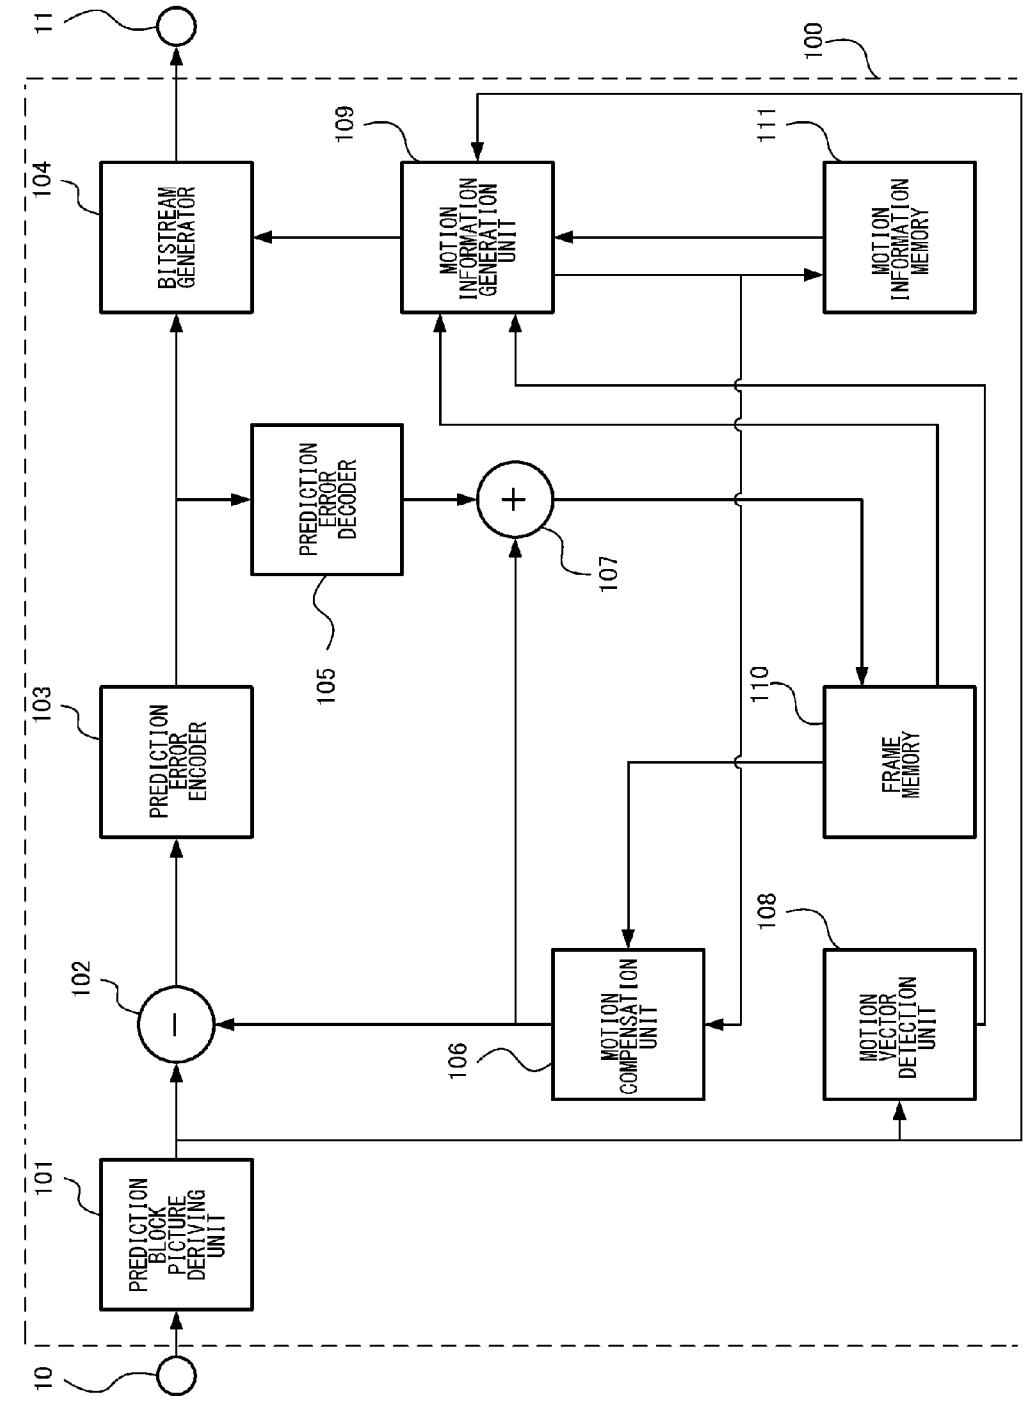 10
101
PREDICTION
BLOCK
PICTURE
DERIVING
UNIT
102
−
103
PREDICTION
ERROR
ENCODER
104
BITSTREAM
GENERATOR
11
105
PREDICTION
ERROR
DECODER
106
MOTION
COMPENSATION
UNIT
+
107
109
MOTION
INFORMATION
GENERATION
UNIT
108
MOTION
VECTOR
DETECTION
UNIT
110
FRAME
MEMORY
111
MOTION
INFORMATION
MEMORY
100